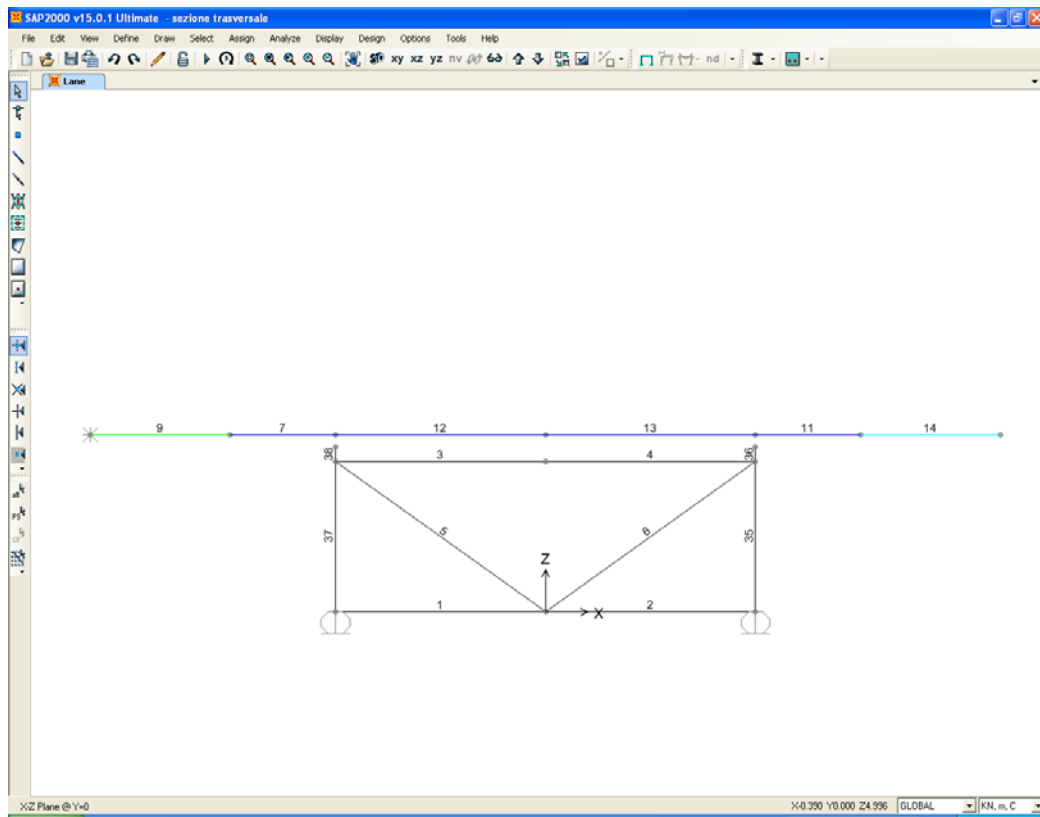 SAP2000 v15.0.1 Ultimate - sezione trasversale
File Edit View Define Draw Select Assign Analyze Display Design Options Tools Help
xy xz yz nv nd
Lane
9 7 12 13 11 14
38 3 4 36
37 5 6 35
Z
1 2
X
X-Z Plane @ Y=0 X-0.390 Y0.000 Z4.996 GLOBAL KN, m, C